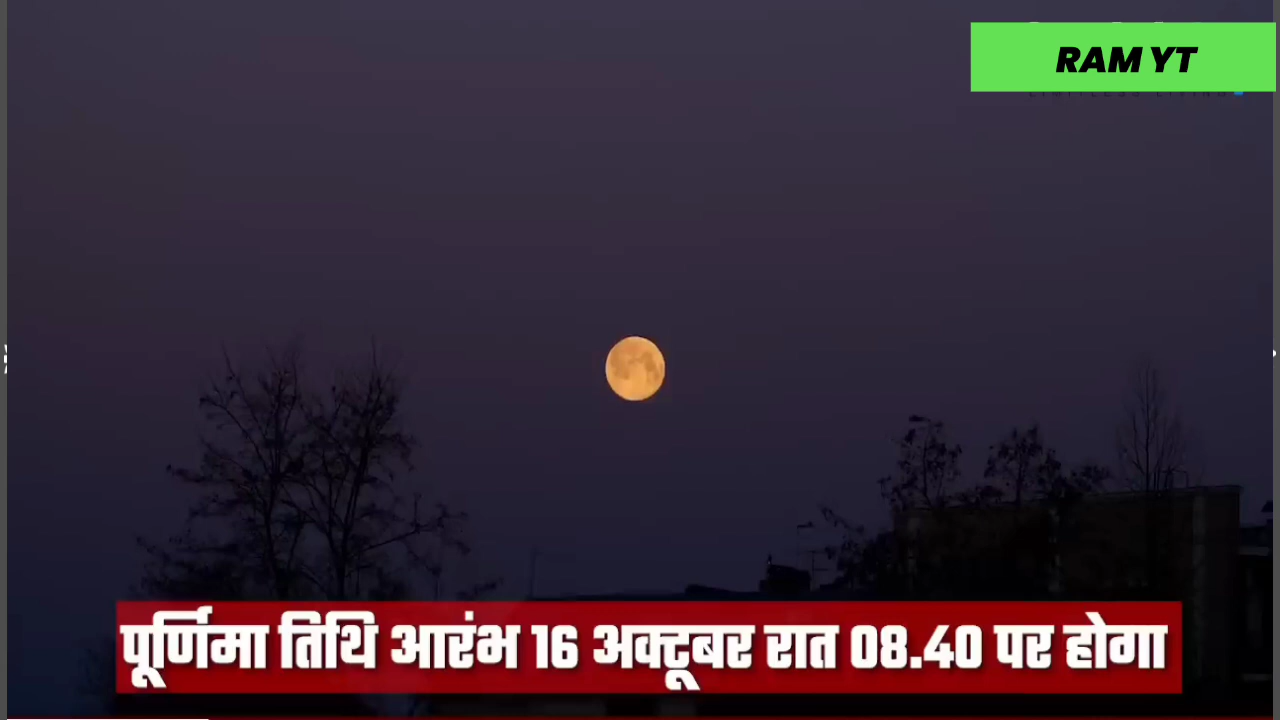 RAM YT
पूर्णिमा तिथि आरंभ 16 अक्टूबर रात 08.40 पर होगा